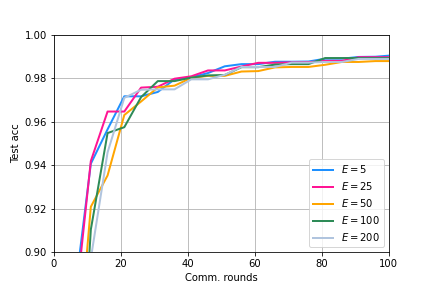 1.00
0.98
0.96
0.94
0.92
0.90
Test acc
0
20
40
60
80
100
Comm. rounds
E = 5
E = 25
E = 50
E = 100
E = 200